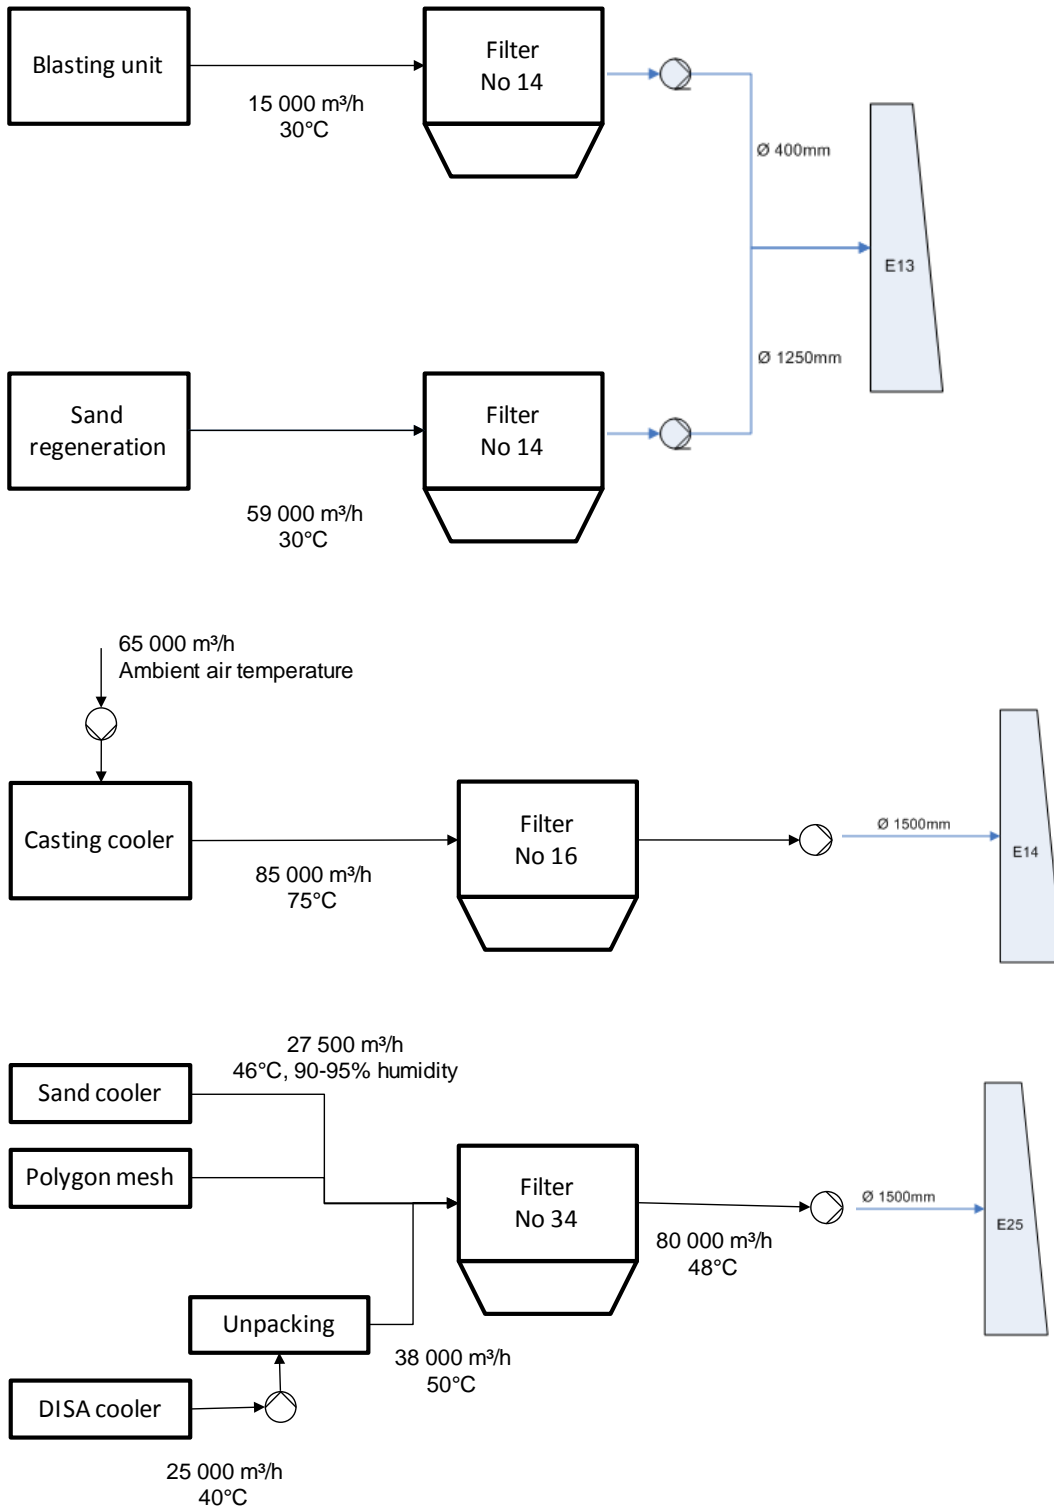 Blasting unit
15 000 m³/h
30°C
Filter
No 14
Ø 400mm
E13
Ø 1250mm
Sand
regeneration
59 000 m³/h
30°C
Filter
No 14
65 000 m³/h
Ambient air temperature
Casting cooler
85 000 m³/h
75°C
Filter
No 16
Ø 1500mm
E14
27 500 m³/h
46°C, 90-95% humidity
Sand cooler
Polygon mesh
Filter
No 34
80 000 m³/h
48°C
Ø 1500mm
E25
Unpacking
38 000 m³/h
50°C
DISA cooler
25 000 m³/h
40°C